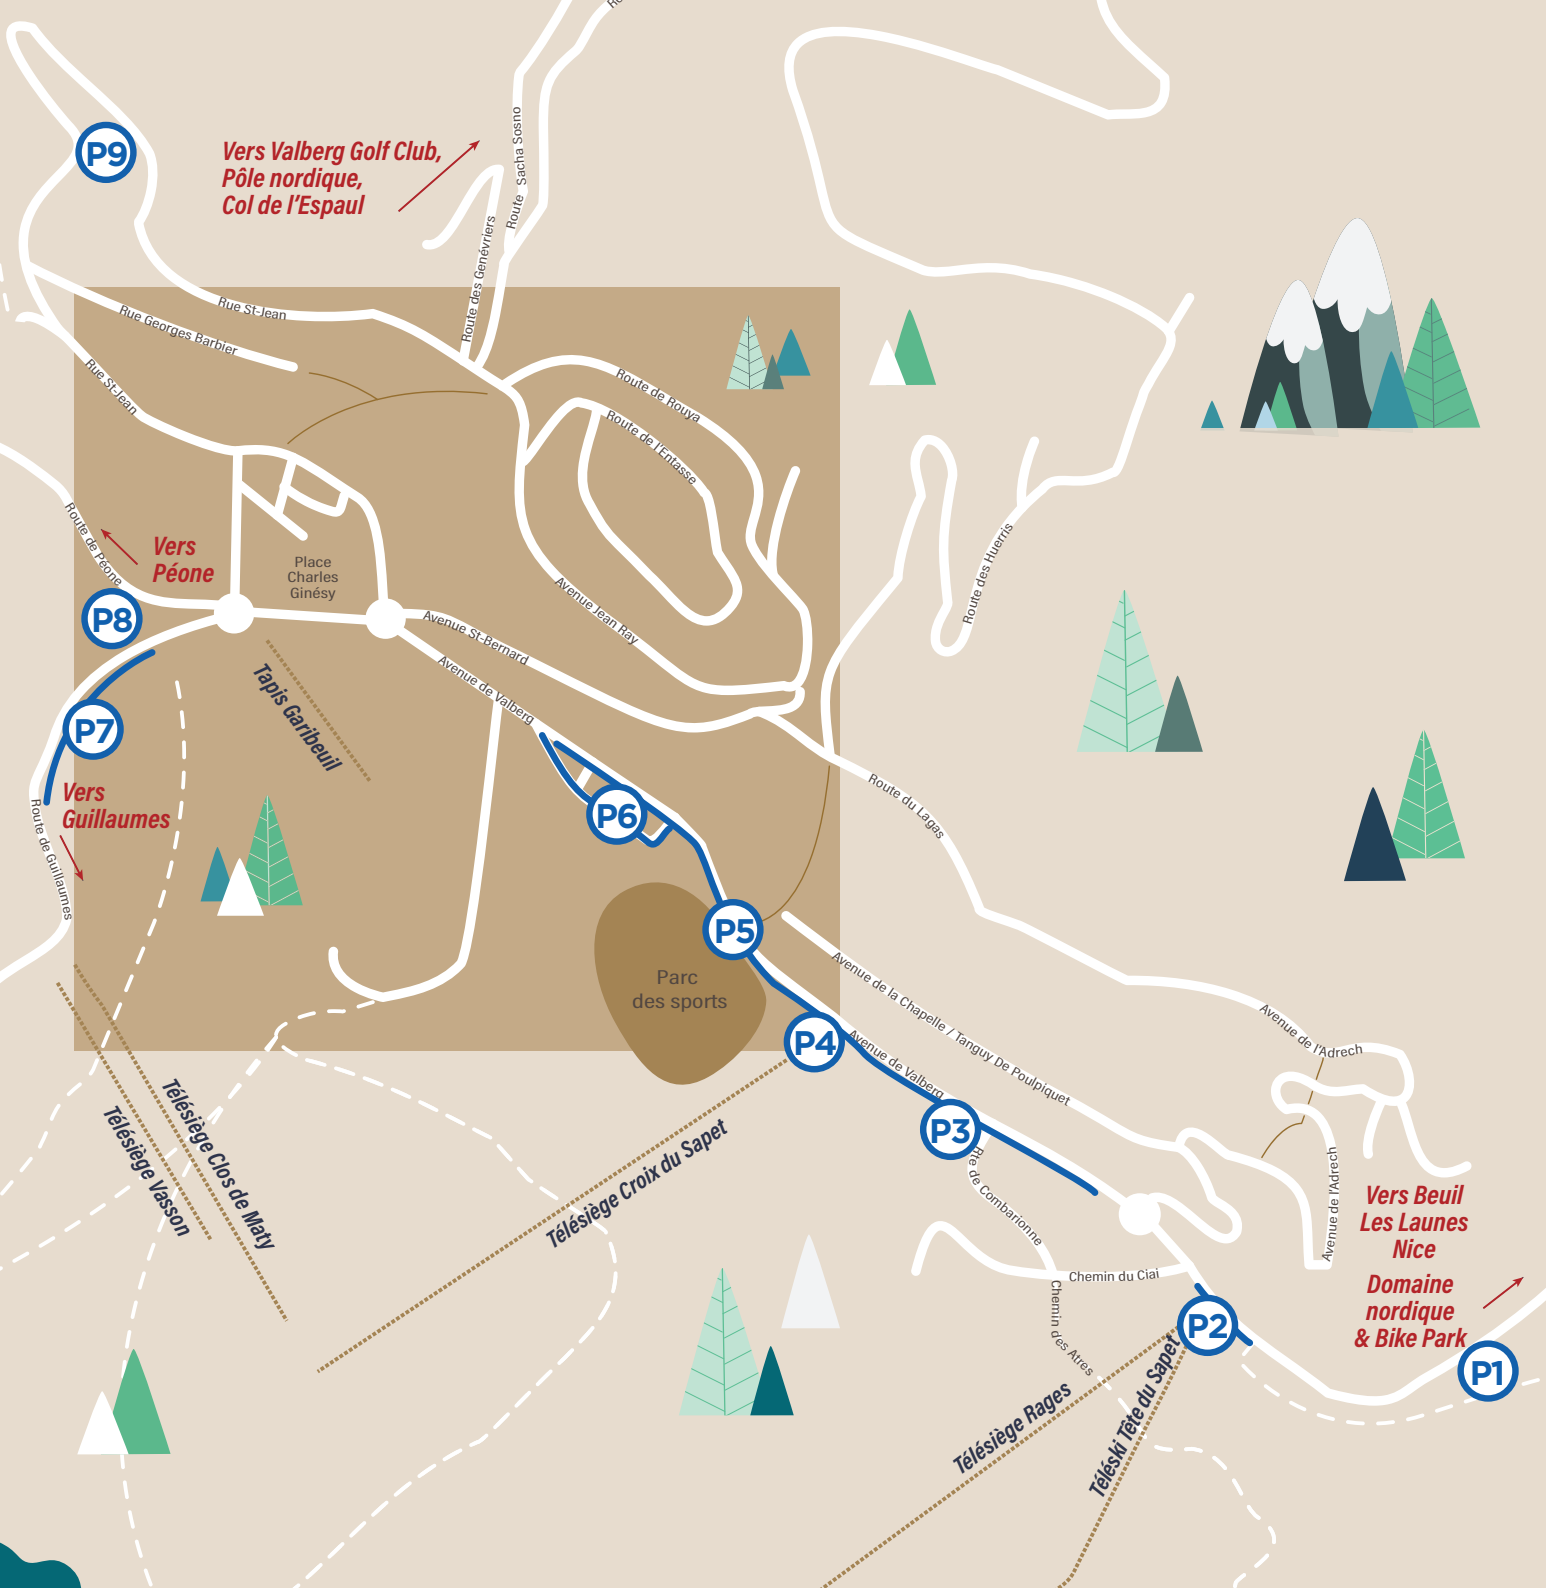 Ro
P9
Vers Valberg Golf Club,
Pôle nordique,
Col de l'Espaul
Route Sacha Sosno
Route des Genévriers
Rue St-Jean
Rue Georges Barbier
Rue St-Jean
Route de Rouya
Route de l'Entasse
Route de Péone
Vers
Péone
Place
Charles
Ginésy
P8
Avenue St-Bernard
Avenue Jean Ray
Route des Huerris
Avenue de Valberg
Tapis Garibeuil
P7
Vers
Guillaumes
Route de Guillaumes
P6
Route du Lagas
P5
Parc
des sports
Avenue de la Chapelle / Tanguy De Poulpiquet
Avenue de l'Adrech
P4
Avenue de Valberg
P3
Télésiège Clos de Maty
Télésiège Vasson
Télésiège Croix du Sapet
Rte de Combarionne
Avenue de l'Adrech
Vers Beuil
Les Launes
Nice
Domaine
nordique
& Bike Park
Chemin du Ciai
Chemin des Atres
P2
P1
Télésiège Rages
Téléski Tête du Sapet